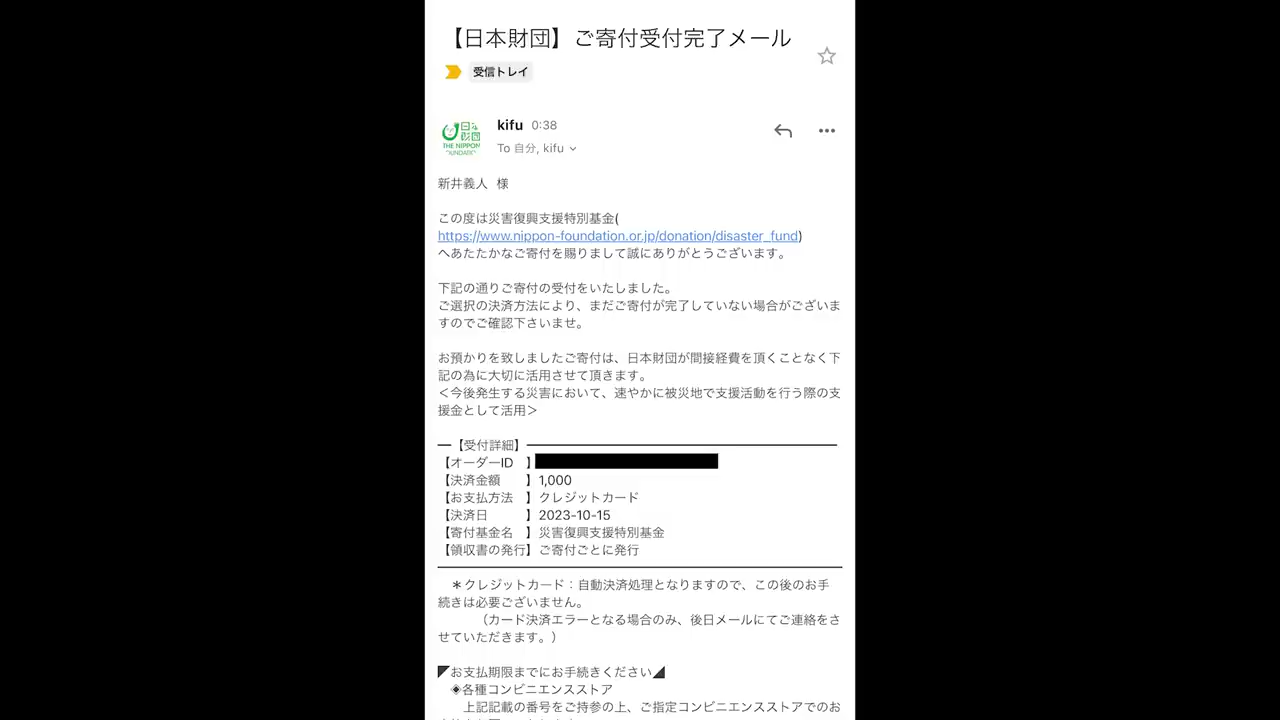 【日本財団】ご寄付受付完了メール
受信トレイ
kifu 0:38
To 自分, kifu
日本財団
THE NIPPON
新井義人 様
この度は災害復興支援特別基金(
https://www.nippon-foundation.or.jp/donation/disaster_fund)
へあたたかなご寄付を賜りまして誠にありがとうございます。
下記の通りご寄付の受付をいたしました。
ご選択の決済方法により、まだご寄付が完了していない場合がございま
すのでご確認下さいませ。
お預かりを致しましたご寄付は、日本財団が間接経費を頂くことなく下
記の為に大切に活用させて頂きます。
＜今後発生する災害において、速やかに被災地で支援活動を行う際の支
援金として活用＞
━【受付詳細】━━━━━━━━━━━━━━━━━━
【オーダーID 】
【決済金額 】1,000
【お支払方法 】クレジットカード
【決済日 】2023-10-15
【寄付基金名 】災害復興支援特別基金
【領収書の発行】ご寄付ごとに発行
＊クレジットカード：自動決済処理となりますので、この後のお手
続きは必要ございません。
（カード決済エラーとなる場合のみ、後日メールにてご連絡をさ
せていただきます。）
◤お支払期限までにお手続きください◢
◈各種コンビニエンスストア
上記記載の番号をご持参の上、ご指定コンビニエンスストアでのお